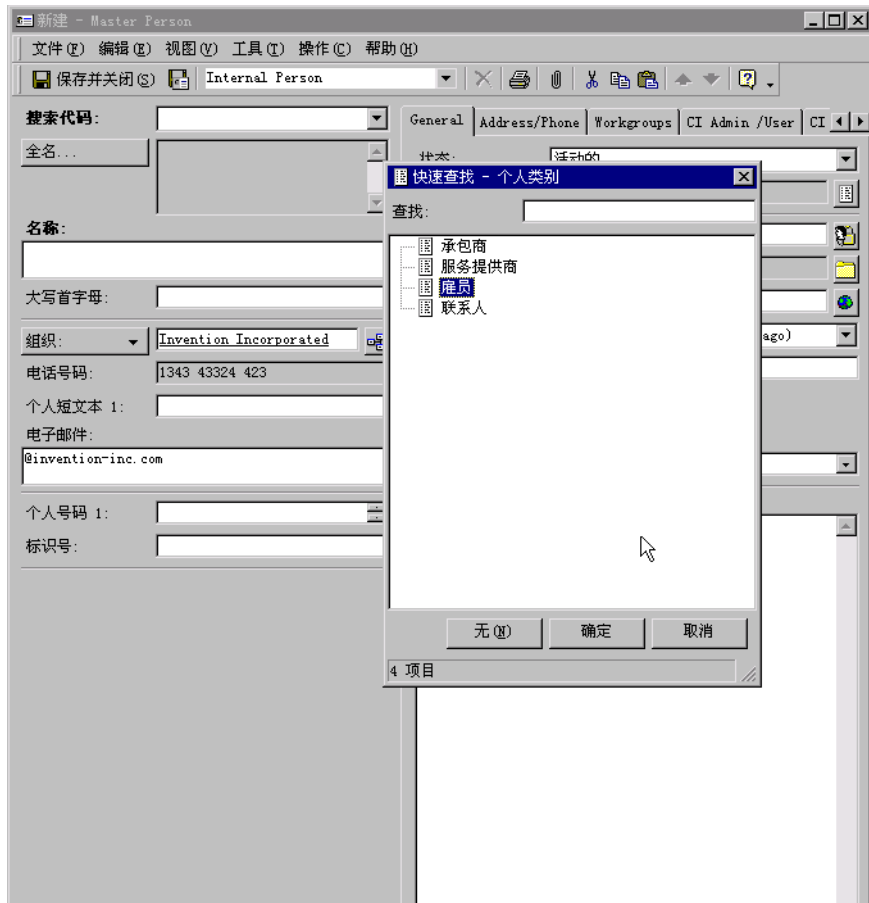 新建 - Master Person
文件(F) 编辑(E) 视图(V) 工具(T) 操作(C) 帮助(H)
保存并关闭(S) Internal Person
搜索代码:
General Address/Phone Workgroups CI Admin /User CI
全名...
状态: 活动的
快速查找 - 个人类别
查找:
承包商
服务提供商
雇员
联系人
无(N) 确定 取消
4 项目
名称:
大写首字母:
组织: Invention Incorporated
ago)
电话号码: 1343 43324 423
个人短文本 1:
电子邮件:
@invention-inc.com
个人号码 1:
标识号: